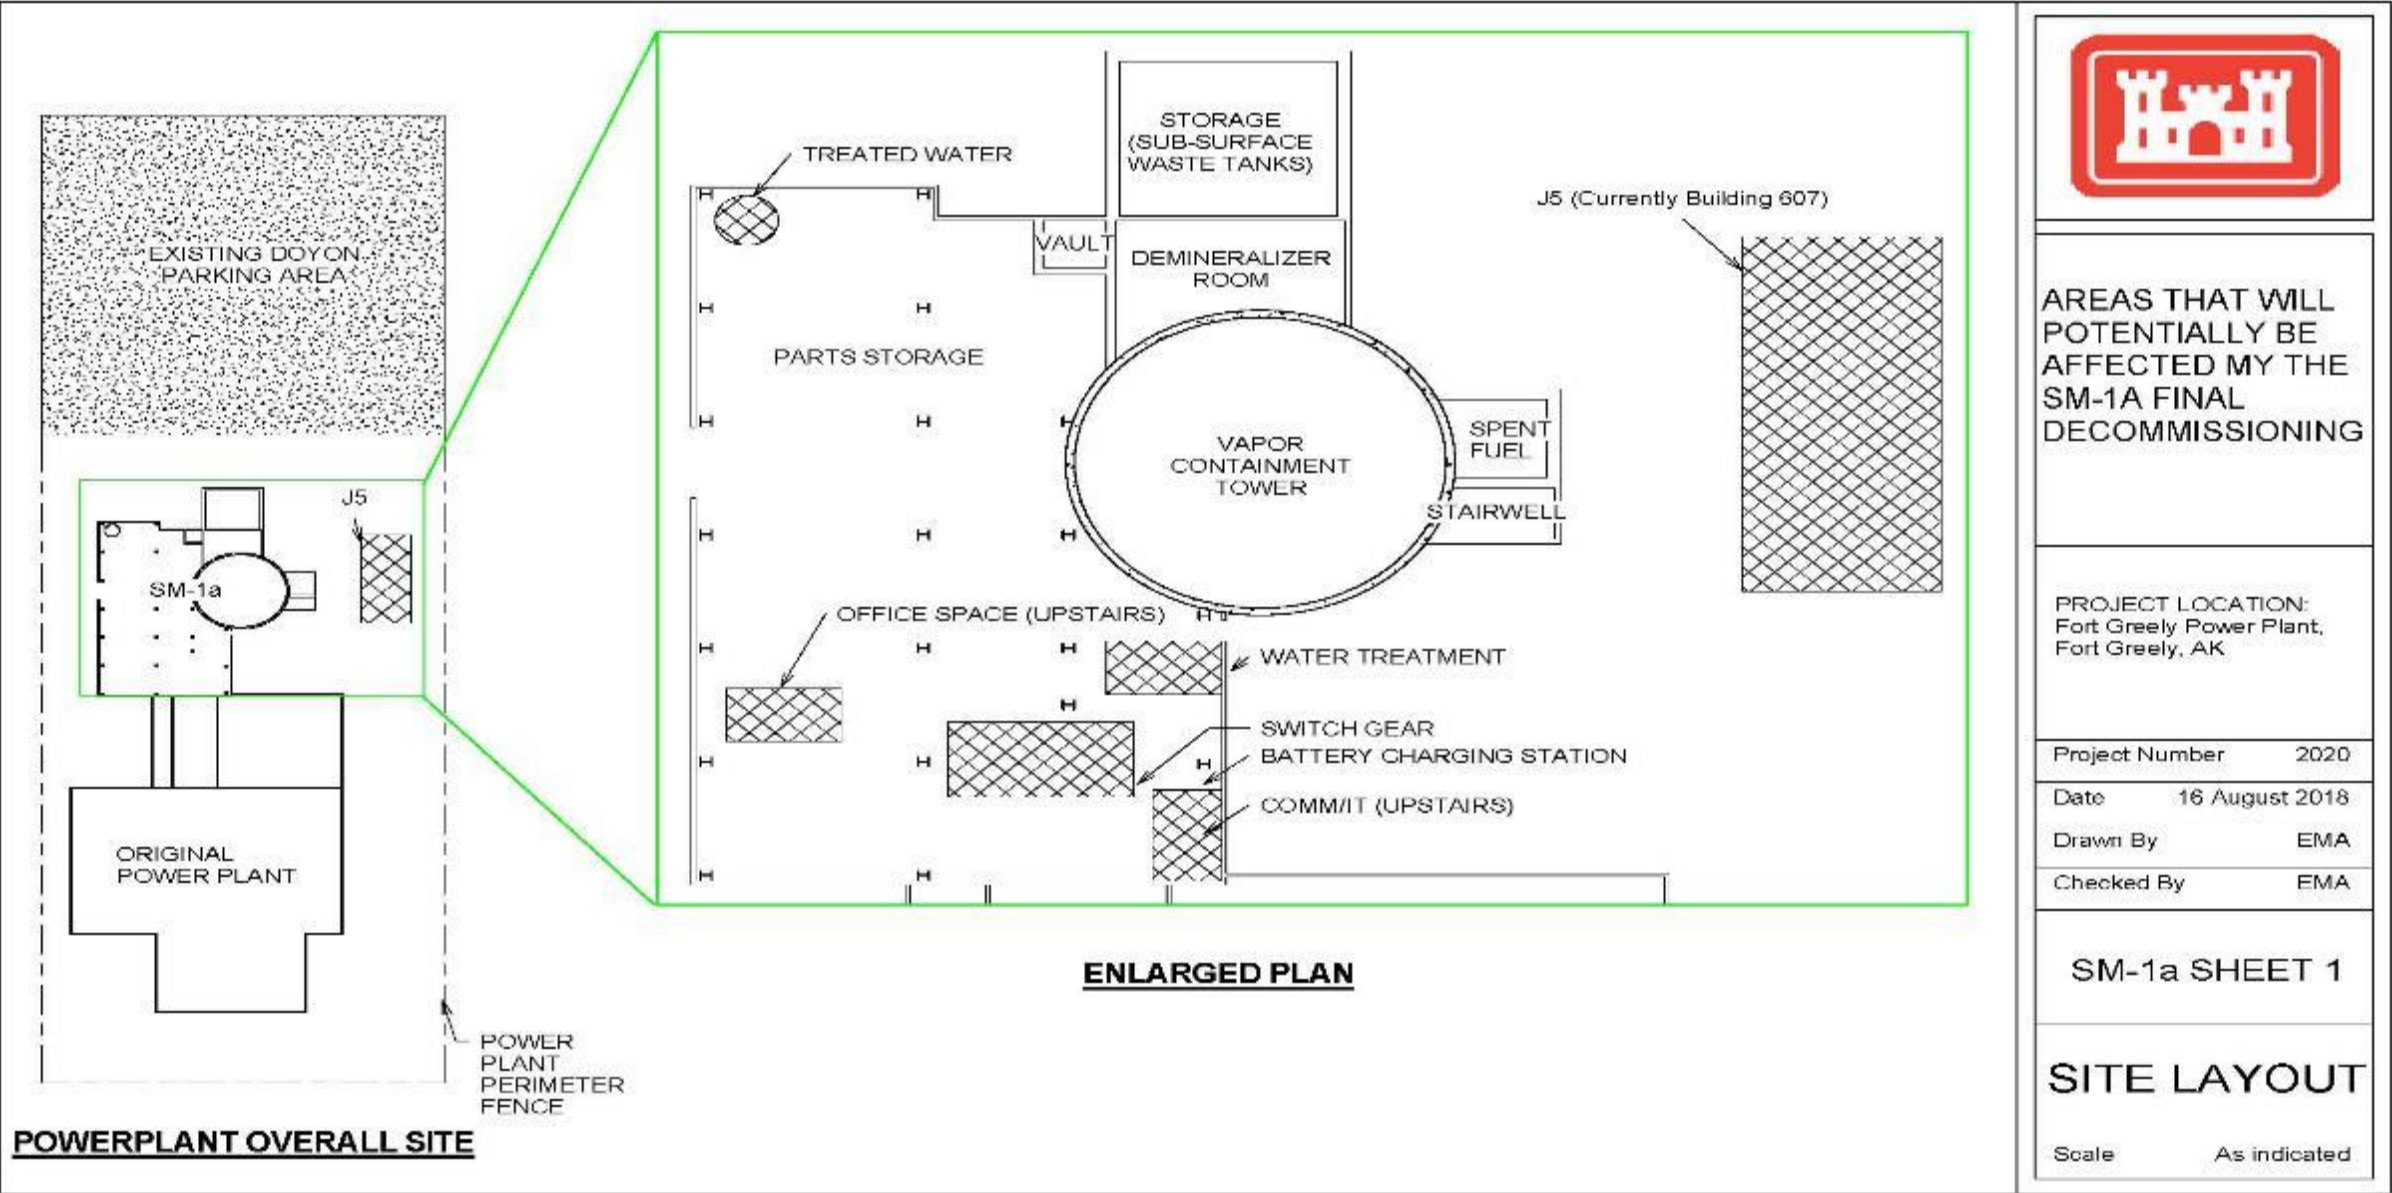 EXISTING DOYON
PARKING AREA
J5
SM-1a
ORIGINAL
POWER PLANT
POWER
PLANT
PERIMETER
FENCE
POWERPLANT OVERALL SITE
TREATED WATER
STORAGE
(SUB-SURFACE
WASTE TANKS)
J5 (Currently Building 607)
VAULT
DEMINERALIZER
ROOM
PARTS STORAGE
VAPOR
CONTAINMENT
TOWER
SPENT
FUEL
STAIRWELL
OFFICE SPACE (UPSTAIRS)
WATER TREATMENT
SWITCH GEAR
BATTERY CHARGING STATION
COMM/IT (UPSTAIRS)
ENLARGED PLAN
AREAS THAT WILL
POTENTIALLY BE
AFFECTED MY THE
SM-1A FINAL
DECOMMISSIONING
PROJECT LOCATION:
Fort Greely Power Plant,
Fort Greely, AK
Project Number 2020
Date 16 August 2018
Drawn By EMA
Checked By EMA
SM-1a SHEET 1
SITE LAYOUT
Scale As indicated